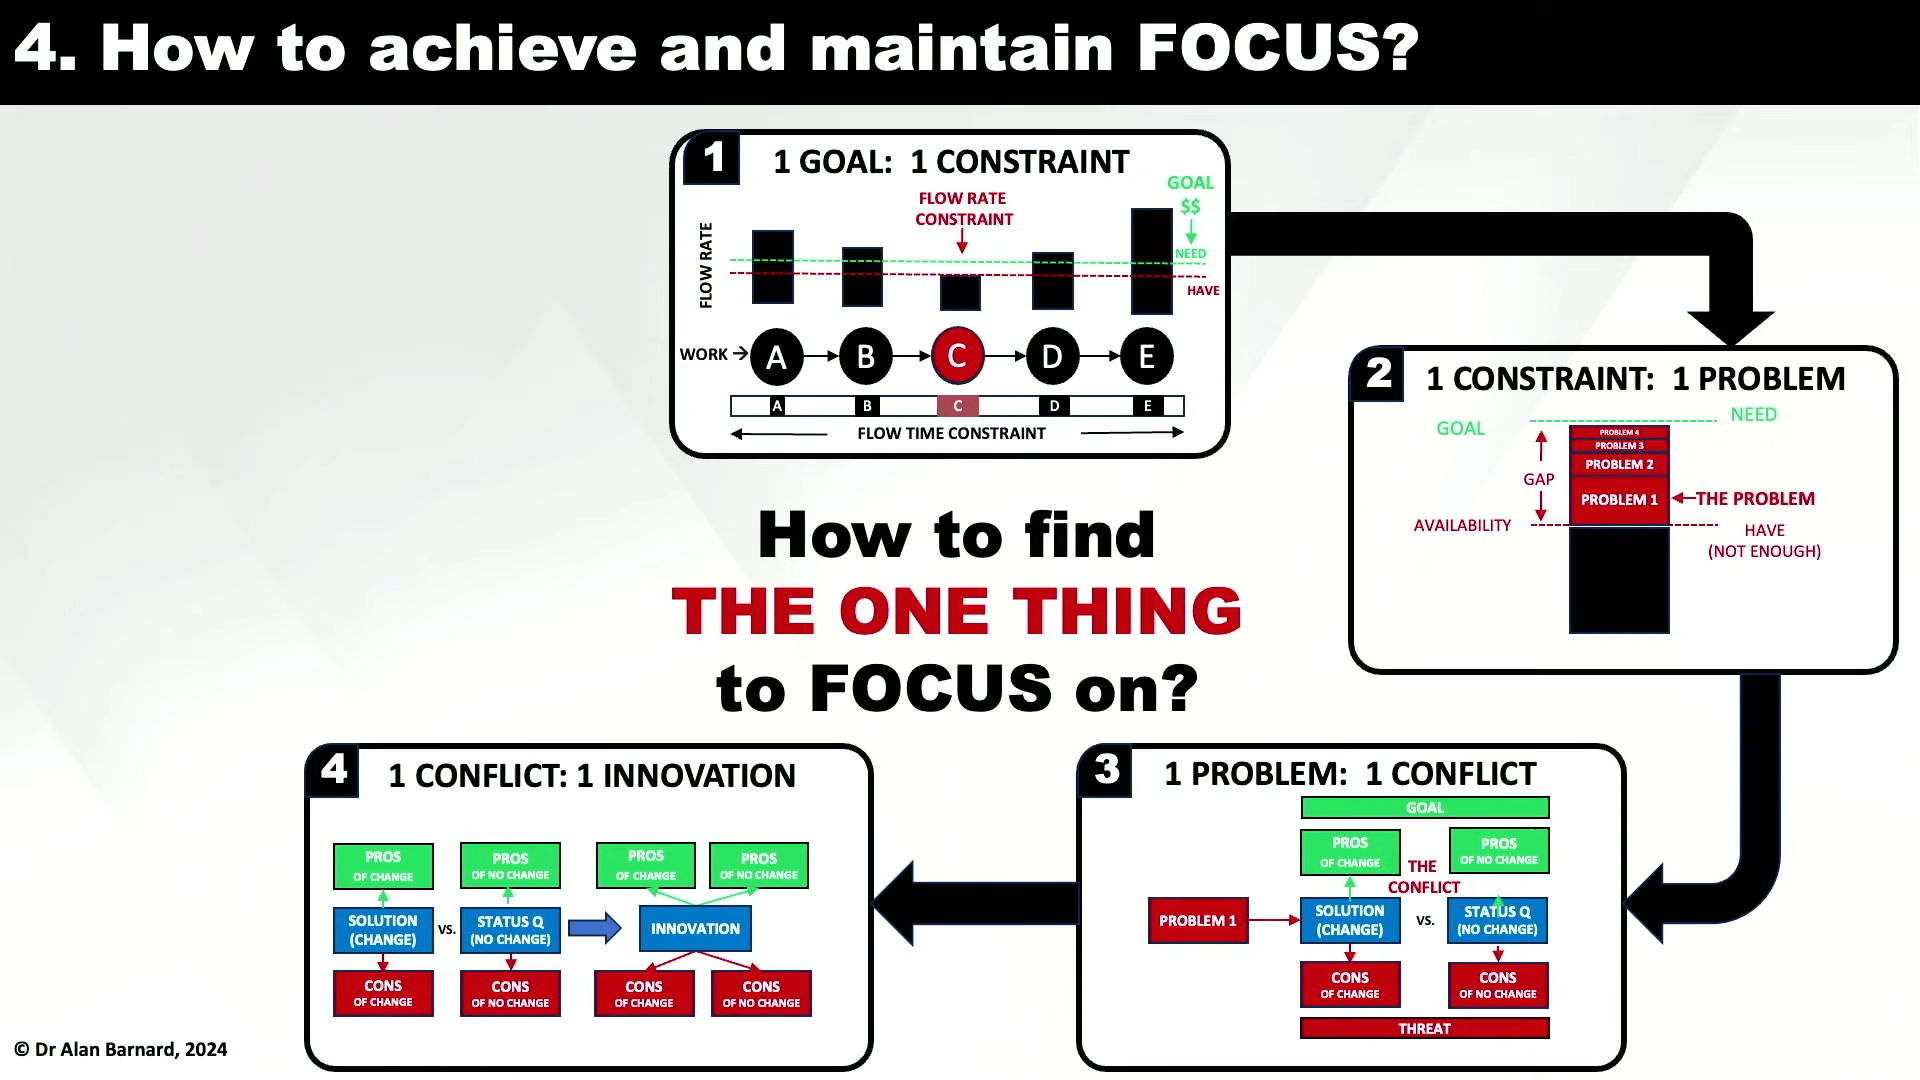 4. How to achieve and maintain FOCUS?
1
1 GOAL: 1 CONSTRAINT
GOAL
$$
FLOW RATE
CONSTRAINT
FLOW RATE
NEED
HAVE
WORK
A
B
C
D
E
A
B
C
D
E
FLOW TIME CONSTRAINT
2
1 CONSTRAINT: 1 PROBLEM
GOAL
NEED
PROBLEM 4
PROBLEM 3
PROBLEM 2
GAP
PROBLEM 1
THE PROBLEM
AVAILABILITY
HAVE
(NOT ENOUGH)
How to find
THE ONE THING
to FOCUS on?
3
1 PROBLEM: 1 CONFLICT
GOAL
PROS
OF CHANGE
PROS
OF NO CHANGE
THE
CONFLICT
PROBLEM 1
SOLUTION
(CHANGE)
VS.
STATUS Q
(NO CHANGE)
CONS
OF CHANGE
CONS
OF NO CHANGE
THREAT
4
1 CONFLICT: 1 INNOVATION
PROS
OF CHANGE
PROS
OF NO CHANGE
PROS
OF CHANGE
PROS
OF NO CHANGE
SOLUTION
(CHANGE)
VS.
STATUS Q
(NO CHANGE)
INNOVATION
CONS
OF CHANGE
CONS
OF NO CHANGE
CONS
OF CHANGE
CONS
OF NO CHANGE
© Dr Alan Barnard, 2024